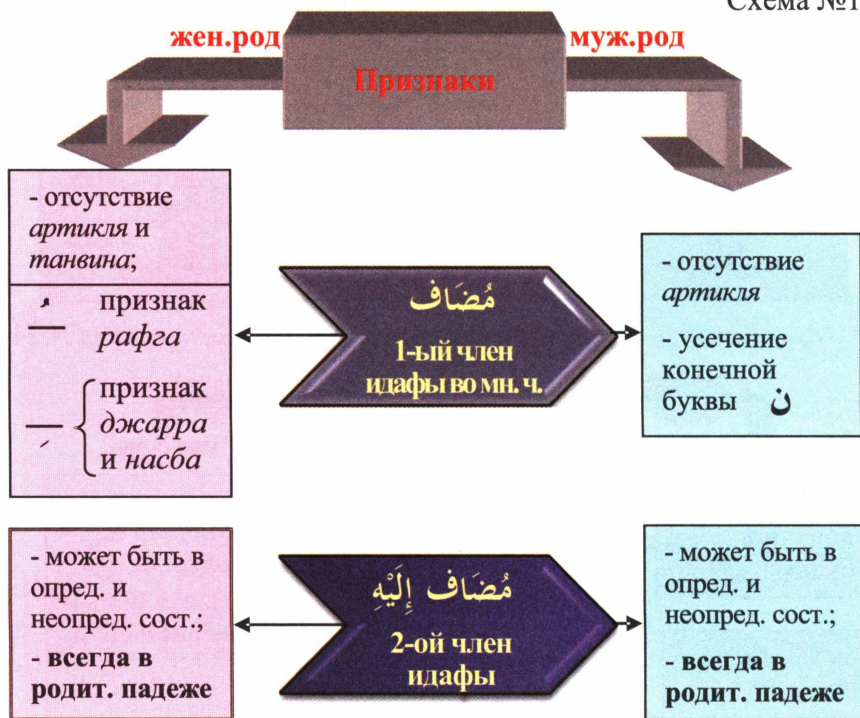 Схема №1
жен.род
муж.род
Признаки
- отсутствие
артикля и
танвина;
ـُ признак
рафга
ـِ признак
джарра
и насба
مُضَاف
1-ый член
идафы во мн. ч.
- отсутствие
артикля
- усечение
конечной
буквы ن
- может быть в
опред. и
неопред. сост.;
- всегда в
родит. падеже
مُضَاف إِلَيْهِ
2-ой член
идафы
- может быть в
опред. и
неопред. сост.;
- всегда в
родит. падеже